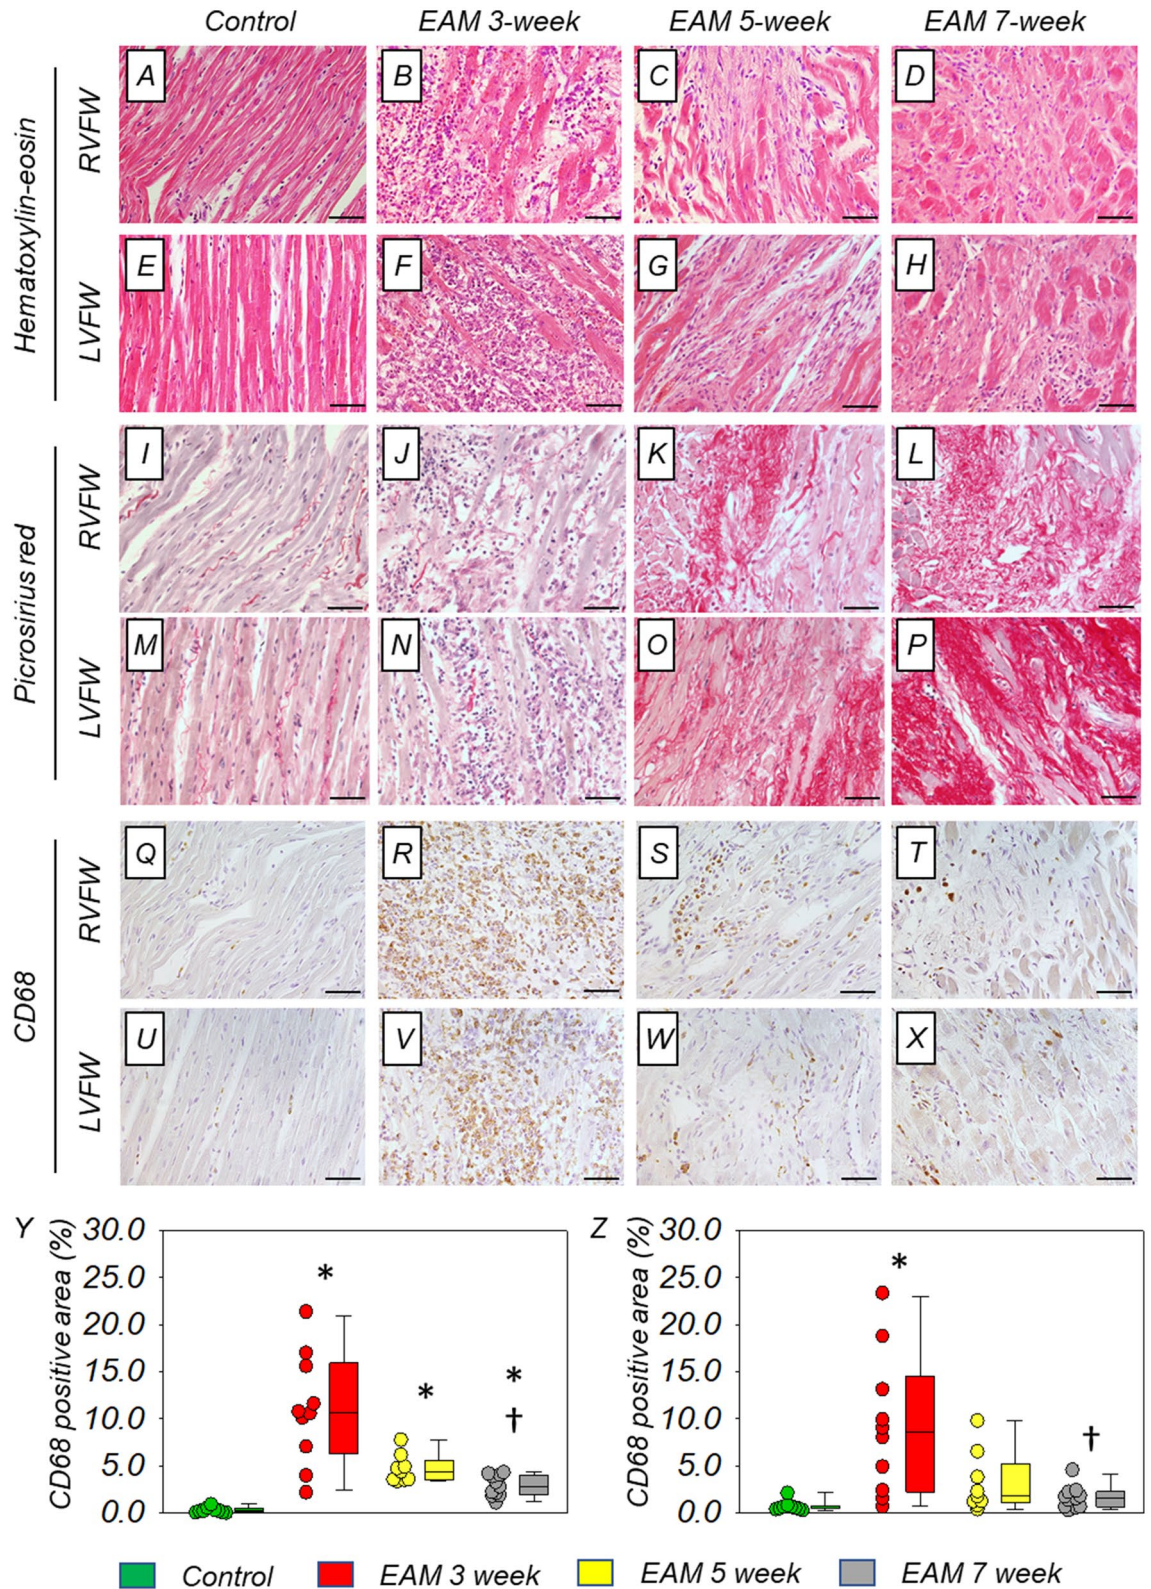 Control EAM 3-week EAM 5-week EAM 7-week
Hematoxylin-eosin
RVFW
A B C D
LVFW
E F G H
Picrosirius red
RVFW
I J K L
LVFW
M N O P
CD68
RVFW
Q R S T
LVFW
U V W X
Y
CD68 positive area (%)
30.0
25.0
20.0
15.0
10.0
5.0
0.0
*
*
*
†
Z
CD68 positive area (%)
30.0
25.0
20.0
15.0
10.0
5.0
0.0
*
†
Control EAM 3 week EAM 5 week EAM 7 week